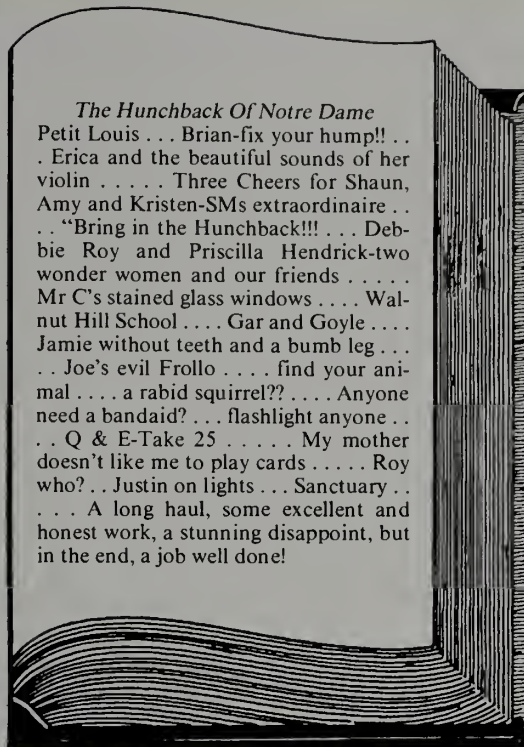 The Hunchback Of Notre Dame
Petit Louis . . . Brian-fix your hump!! . .
. Erica and the beautiful sounds of her
violin . . . . . Three Cheers for Shaun,
Amy and Kristen-SMs extraordinaire . .
. . "Bring in the Hunchback!!! . . . Deb-
bie Roy and Priscilla Hendrick-two
wonder women and our friends . . . . .
Mr C's stained glass windows . . . . Wal-
nut Hill School . . . . Gar and Goyle . . . .
Jamie without teeth and a bumb leg . . .
. . Joe's evil Frollo . . . . find your ani-
mal . . . . a rabid squirrel?? . . . . Anyone
need a bandaid? . . . flashlight anyone . .
. . Q & E-Take 25 . . . . . My mother
doesn't like me to play cards . . . . . Roy
who? . . Justin on lights . . . Sanctuary . .
. . . A long haul, some excellent and
honest work, a stunning disappoint, but
in the end, a job well done!